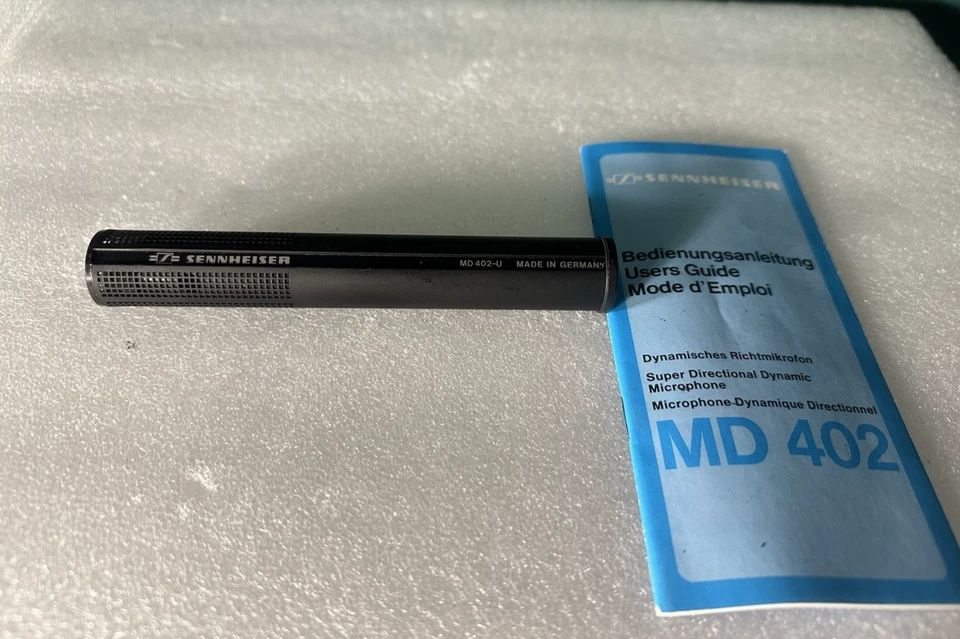 SENNHEISER
MD 402-U MADE IN GERMANY
SENNHEISER
Bedienungsanleitung
Users Guide
Mode d'Emploi
Dynamisches Richtmikrofon
Super Directional Dynamic
Microphone
Microphone Dynamique Directionnel
MD 402